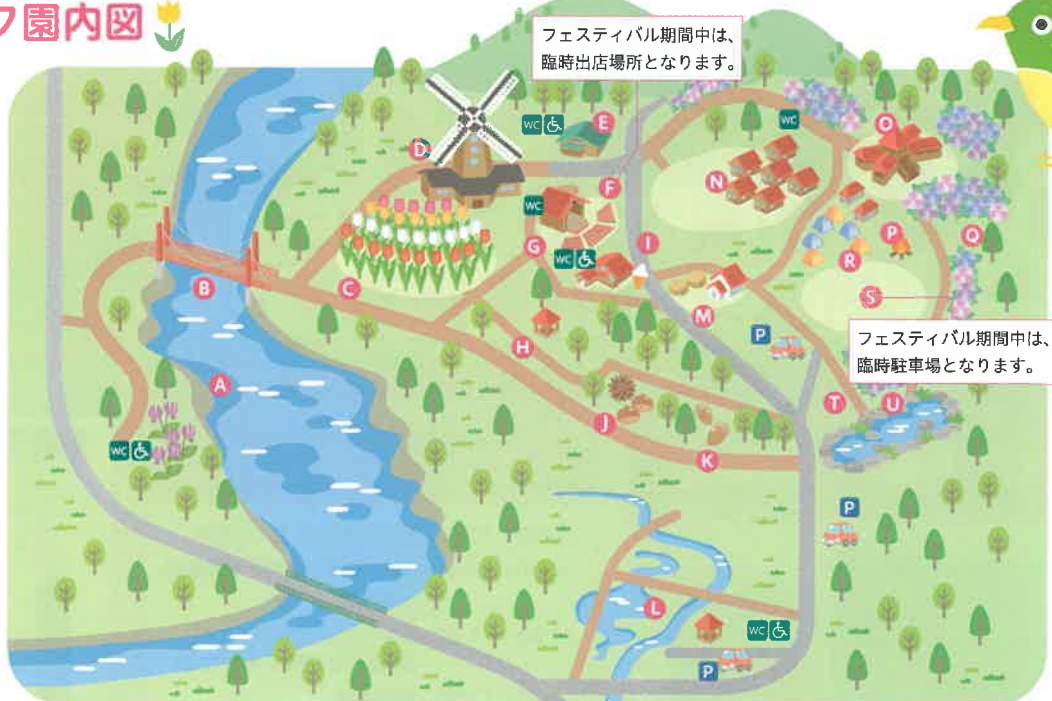 フ園内図
フェスティバル期間中は、
臨時出店場所となります。
WC
E
D
WC
O
F
N
WC
G
WC
I
P
Q
R
B
C
S
M
フェスティバル期間中は、
臨時駐車場となります。
P
H
A
T
U
J
WC
K
P
L
WC
P